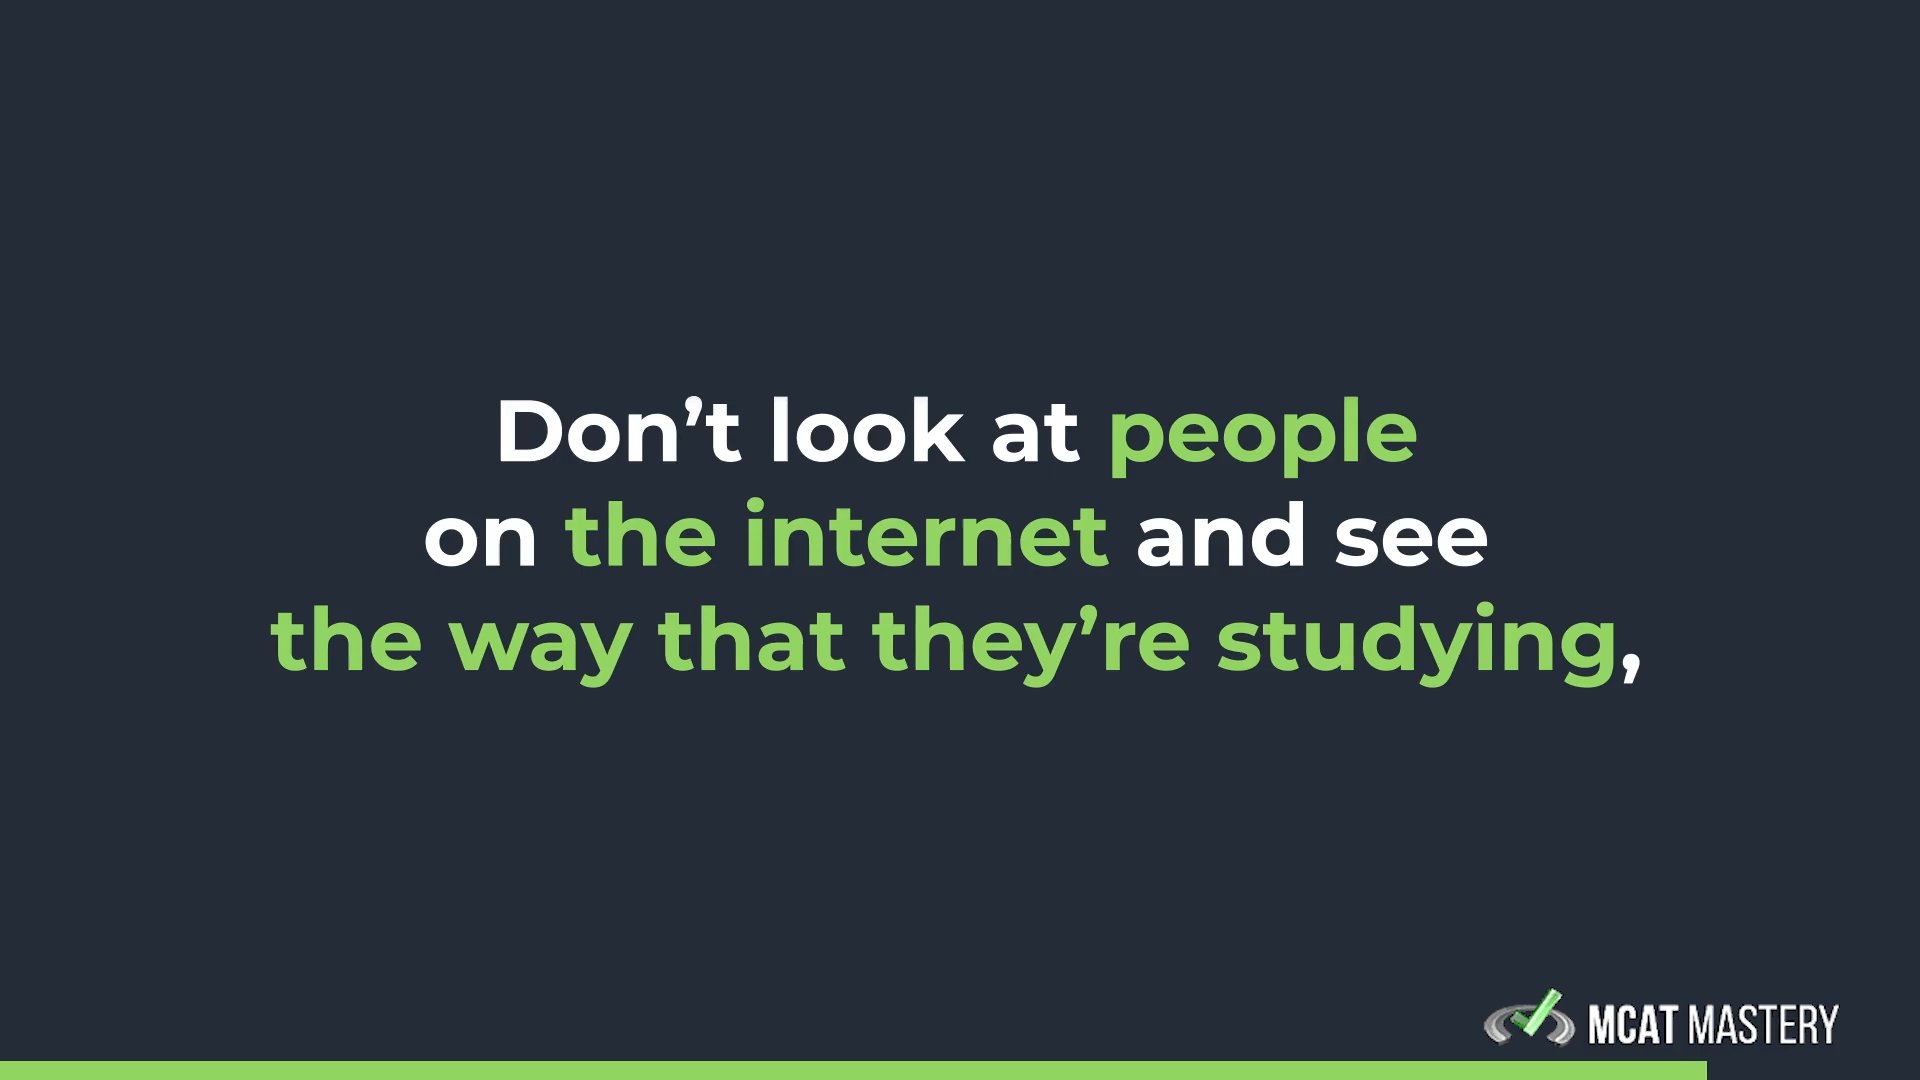 Don’t look at people
on the internet and see
the way that they’re studying,
MCAT MASTERY